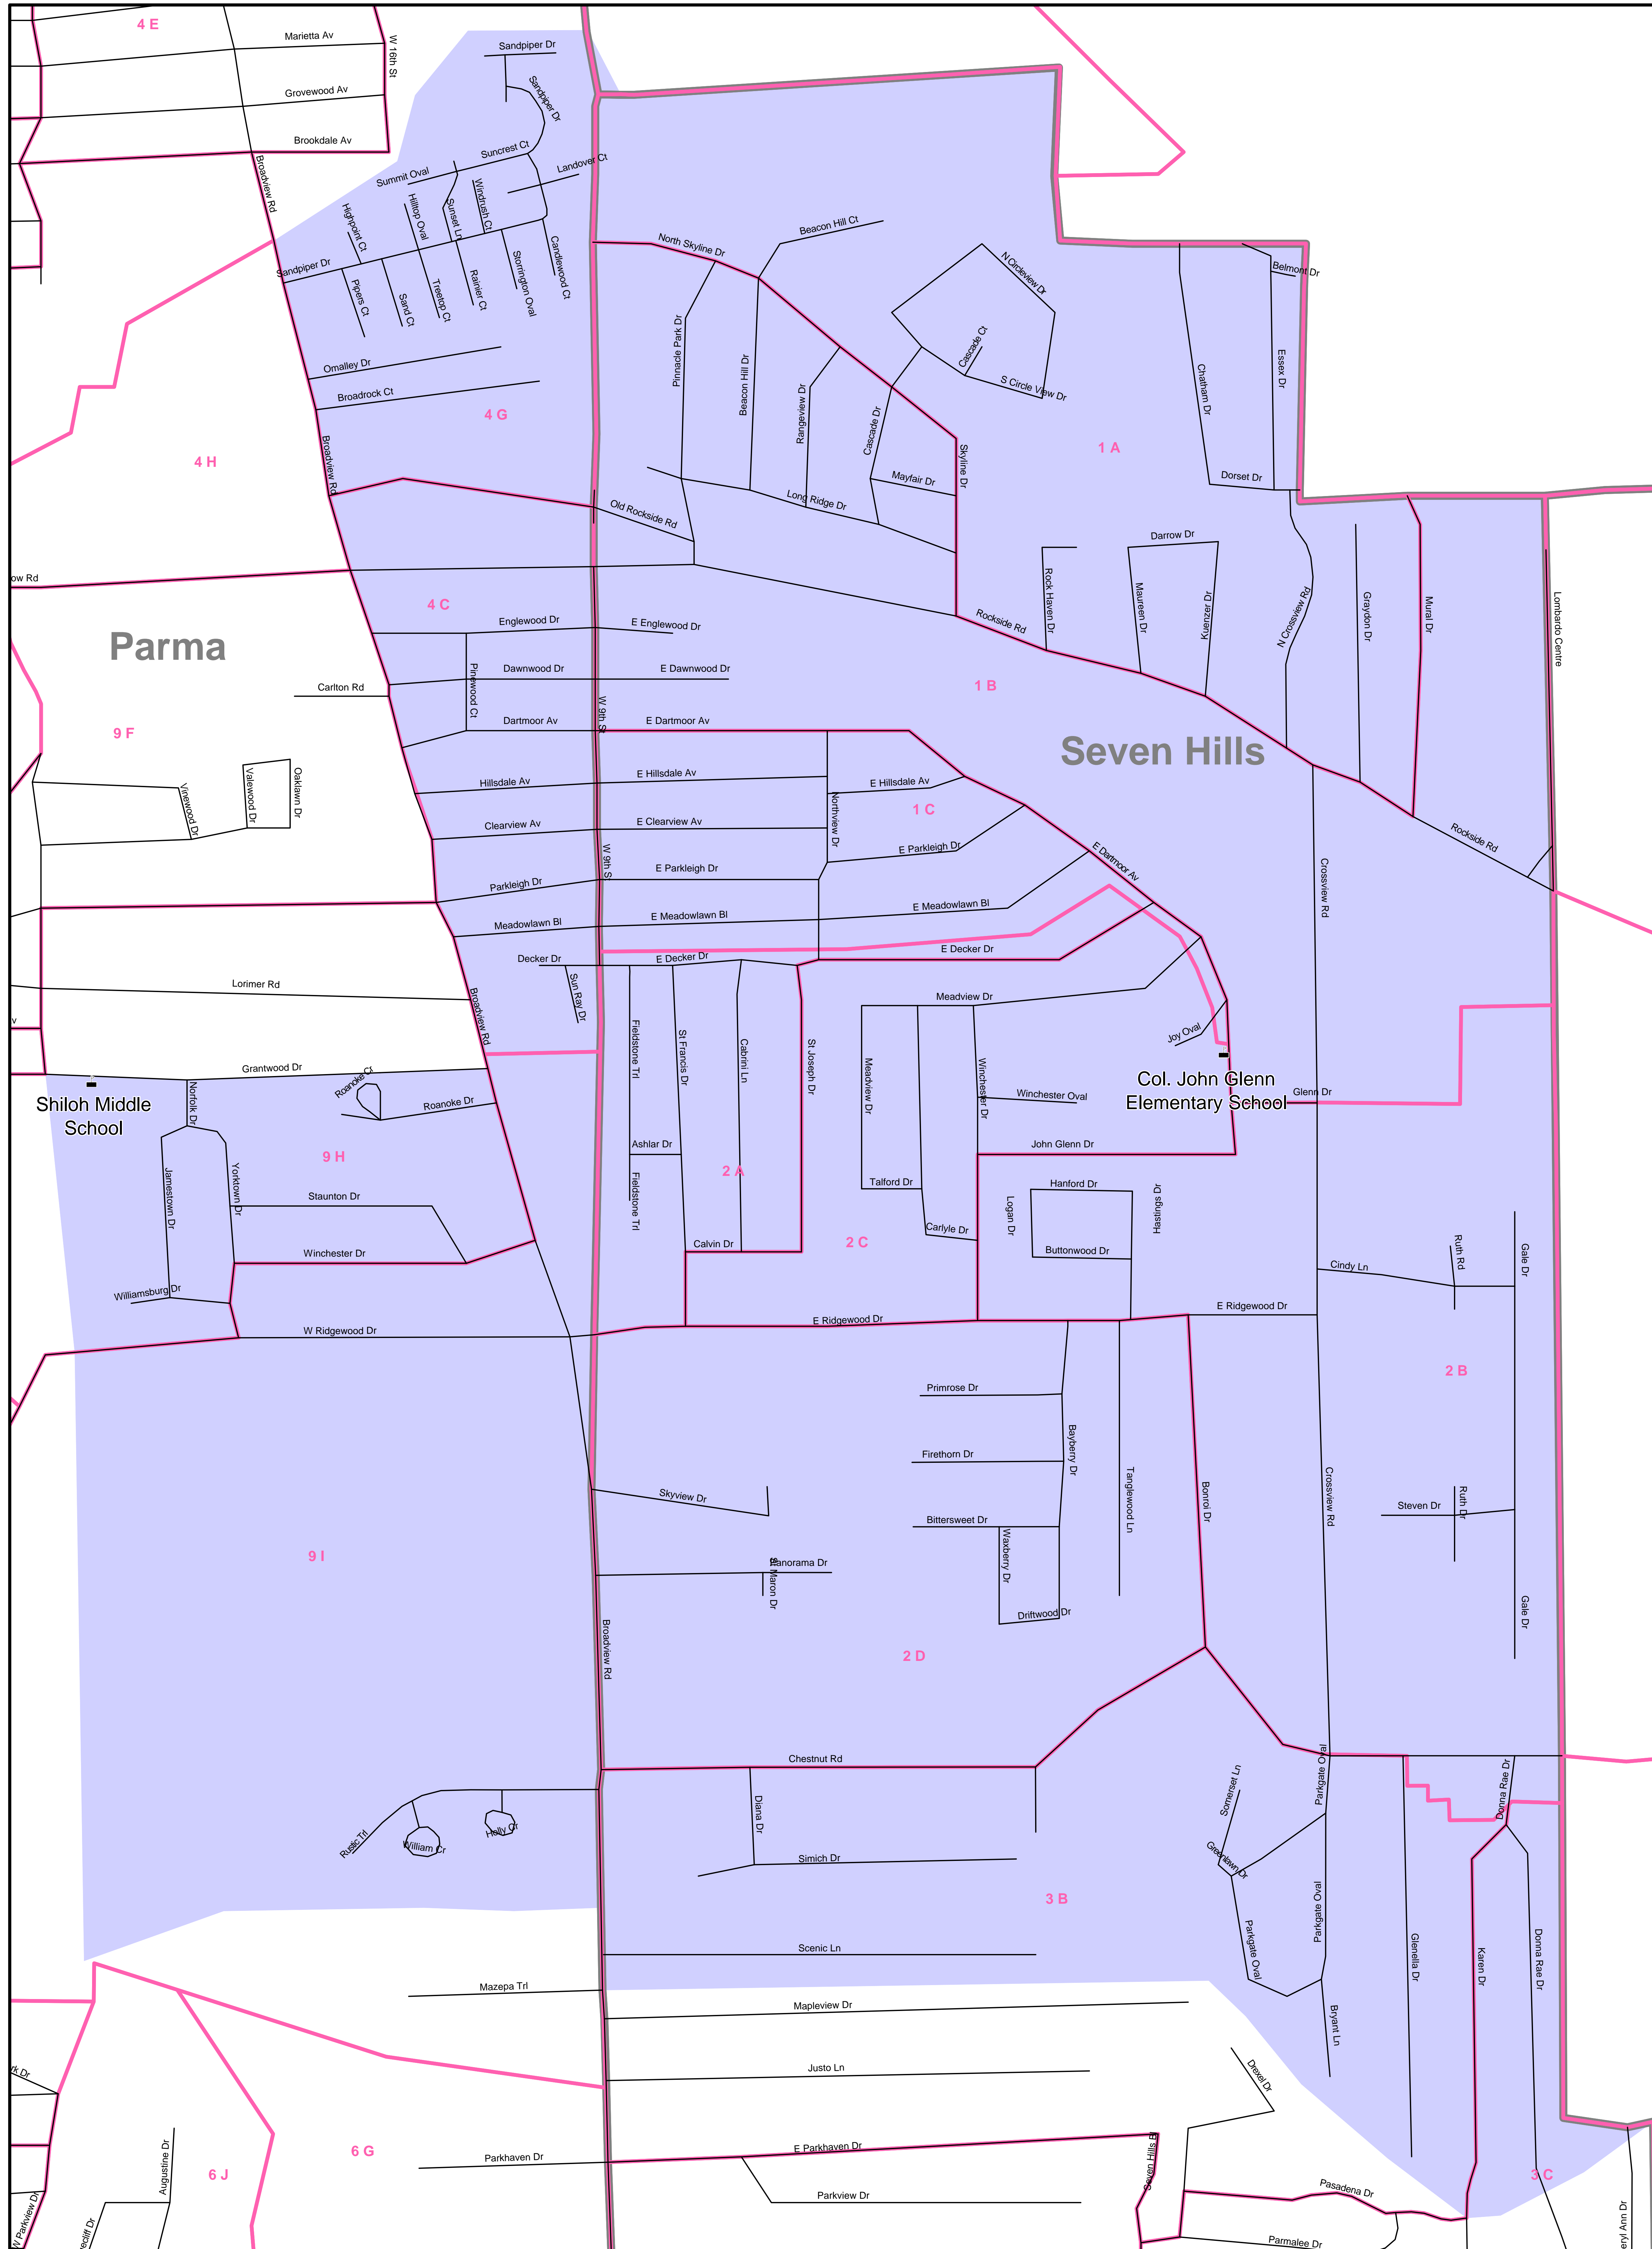 4 E
Marietta Av
W 16th St
Sandpiper Dr
Grovewood Av
Sandpiper Dr
Brookdale Av
Suncrest Ct
Landover Ct
Broadview Rd
Summit Oval
Windrush Ct
Hilltop Oval
Sunset Ln
Highpoint Ct
Candlewood Ct
Beacon Hill Ct
North Skyline Dr
N Circleview Dr
Belmont Dr
Sandpiper Dr
Pipers Ct
Sand Ct
Treetop Ct
Rainier Ct
Storrington Oval
Pinnacle Park Dr
Beacon Hill Dr
Cascade Ct
Essex Dr
Omalley Dr
S Circle View Dr
Chatham Dr
Broadrock Ct
Rangeview Dr
Cascade Dr
4 G
1 A
4 H
Broadview Rd
Skyline Dr
Mayfair Dr
Dorset Dr
Long Ridge Dr
Old Rockside Rd
Darrow Dr
ow Rd
Rock Haven Dr
Maureen Dr
Kuenzer Dr
N Crossview Rd
Graydon Dr
Mural Dr
Lombardo Centre
4 C
Englewood Dr
E Englewood Dr
Rockside Rd
Parma
Dawnwood Dr
E Dawnwood Dr
Pinewood Ct
Carlton Rd
1 B
W 9th St
Dartmoor Av
E Dartmoor Av
9 F
Seven Hills
Valewood Dr
Oaklawn Dr
Vinewood Dr
Hillsdale Av
E Hillsdale Av
E Hillsdale Av
1 C
Northview Dr
Clearview Av
E Clearview Av
Rockside Rd
E Parkleigh Dr
W 9th S
E Parkleigh Dr
E Dartmoor Av
Crossview Rd
Parkleigh Dr
E Meadowlawn Bl
Meadowlawn Bl
E Meadowlawn Bl
Decker Dr
E Decker Dr
E Decker Dr
Lorimer Rd
Sun Ray Dr
Meadview Dr
v
Broadview Rd
Fieldstone Trl
St Francis Dr
Cabrini Ln
St Joseph Dr
Joy Oval
Grantwood Dr
Roanoke Cr
Meadview Dr
Winchester Dr
Col. John Glenn
Elementary School
Glenn Dr
Shiloh Middle
School
Norfolk Dr
Roanoke Dr
Winchester Oval
Ashlar Dr
John Glenn Dr
9 H
2 A
Jamestown Dr
Yorktown Dr
Staunton Dr
Fieldstone Trl
Talford Dr
Hanford Dr
Hastings Dr
Logan Dr
Carlyle Dr
Calvin Dr
2 C
Winchester Dr
Buttonwood Dr
Cindy Ln
Ruth Rd
Gale Dr
Williamsburg Dr
E Ridgewood Dr
E Ridgewood Dr
W Ridgewood Dr
2 B
Primrose Dr
Firethorn Dr
Bayberry Dr
Tanglewood Ln
Bonroi Dr
Crossview Rd
Skyview Dr
Steven Dr
Ruth Dr
Bittersweet Dr
Waxberry Dr
9 I
Panorama Dr
St Maron Dr
Driftwood Dr
Gale Dr
Broadview Rd
2 D
Chestnut Rd
Parkgate Oval
Somerset Ln
Donna Rae Dr
Diana Dr
Rustic Trl
William Cr
Holly Cr
Simich Dr
Greenlawn Dr
3 B
Parkgate Oval
Parkgate Oval
Scenic Ln
Glenella Dr
Karen Dr
Donna Rae Dr
Mazepa Trl
Mapleview Dr
Bryant Ln
Justo Ln
rk Dr
Drexel Dr
6 G
E Parkhaven Dr
Parkhaven Dr
Seven Hills Bl
6 J
Augustine Dr
3 C
Pasadena Dr
Parkview Dr
W Parkview Dr
ecliff Dr
Parmalee Dr
eryl Ann Dr